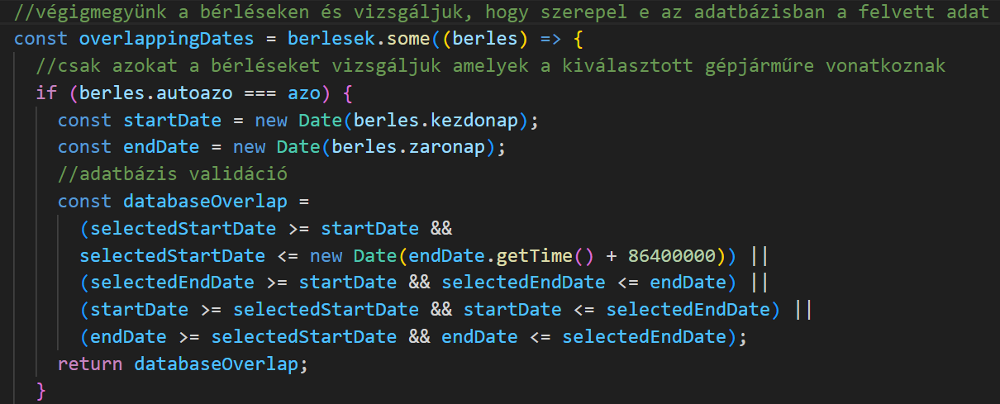 //végigmegyünk a bérléseken és vizsgáljuk, hogy szerepel e az adatbázisban a felvett adat
const overlappingDates = berlesek.some((berles) => {
//csak azokat a bérléseket vizsgáljuk amelyek a kiválasztott gépjárműre vonatkoznak
if (berles.autoazo === azo) {
const startDate = new Date(berles.kezdonap);
const endDate = new Date(berles.zaronap);
//adatbázis validáció
const databaseOverlap =
(selectedStartDate >= startDate &&
selectedStartDate <= new Date(endDate.getTime() + 86400000)) ||
(selectedEndDate >= startDate && selectedEndDate <= endDate) ||
(startDate >= selectedStartDate && startDate <= selectedEndDate) ||
(endDate >= selectedStartDate && endDate <= selectedEndDate);
return databaseOverlap;
}